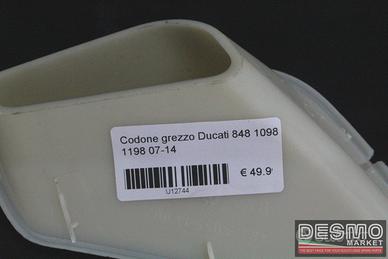 Codone grezzo Ducati 848 1098
1198 07-14
€ 49.9
U12744
DESMO
MARKET